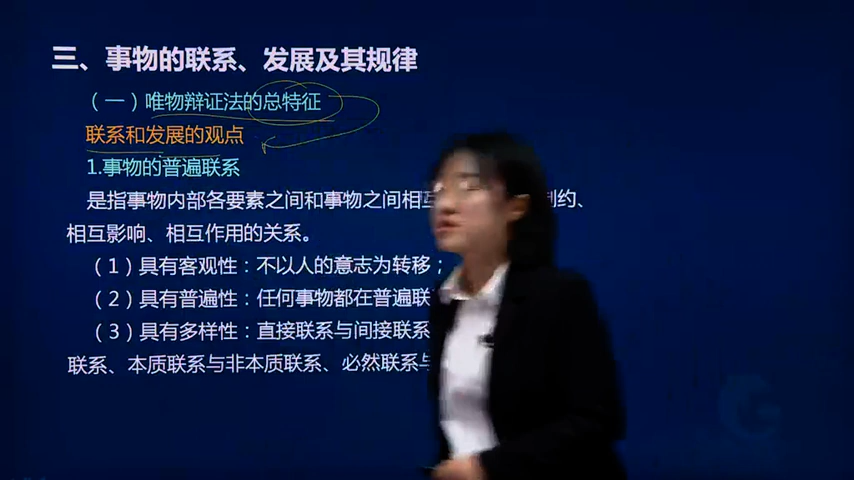 三、事物的联系、发展及其规律
（一）唯物辩证法的总特征
联系和发展的观点
1.事物的普遍联系
是指事物内部各要素之间和事物之间相互 制约、
相互影响、相互作用的关系。
（1）具有客观性：不以人的意志为转移；
（2）具有普遍性：任何事物都在普遍联
（3）具有多样性：直接联系与间接联系
联系、本质联系与非本质联系、必然联系与